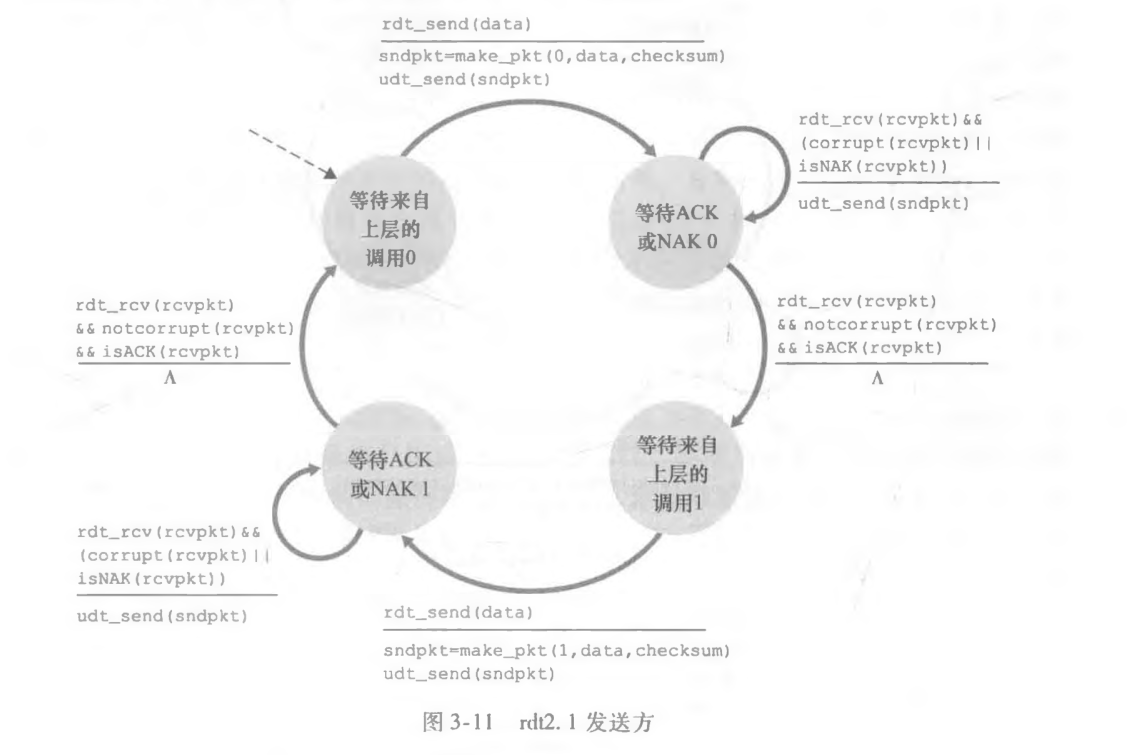 rdt_send(data)
sndpkt=make_pkt(0,data,checksum)
udt_send(sndpkt)
rdt_rcv(rcvpkt)&&
(corrupt(rcvpkt)||
isNAK(rcvpkt))
udt_send(sndpkt)
等待来自
上层的
调用0
等待ACK
或NAK 0
rdt_rcv(rcvpkt)
&&notcorrupt(rcvpkt)
&&isACK(rcvpkt)
Λ
rdt_rcv(rcvpkt)
&&notcorrupt(rcvpkt)
&&isACK(rcvpkt)
Λ
等待ACK
或NAK 1
等待来自
上层的
调用1
rdt_rcv(rcvpkt)&&
(corrupt(rcvpkt)||
isNAK(rcvpkt))
udt_send(sndpkt)
rdt_send(data)
sndpkt=make_pkt(1,data,checksum)
udt_send(sndpkt)
图 3-11 rdt2.1 发送方